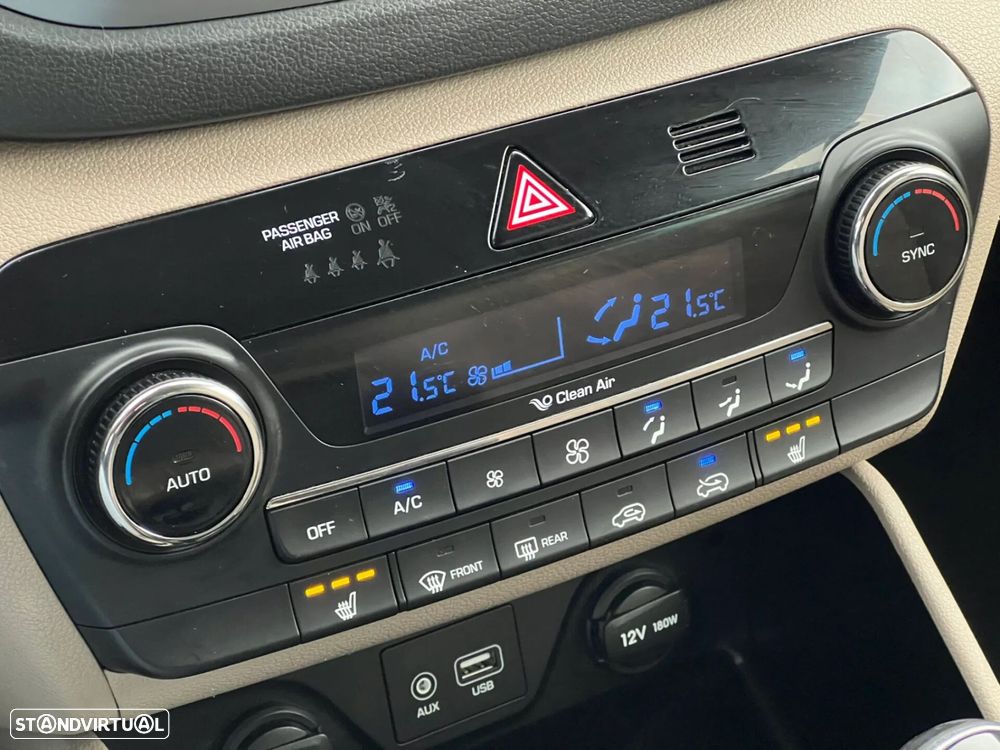 PASSENGER
AIR BAG
ON
OFF
A/C
21.5°C
21.5°C
Clean Air
SYNC
AUTO
OFF
A/C
FRONT
REAR
12V 180W
AUX
USB
STANDVIRTUAL